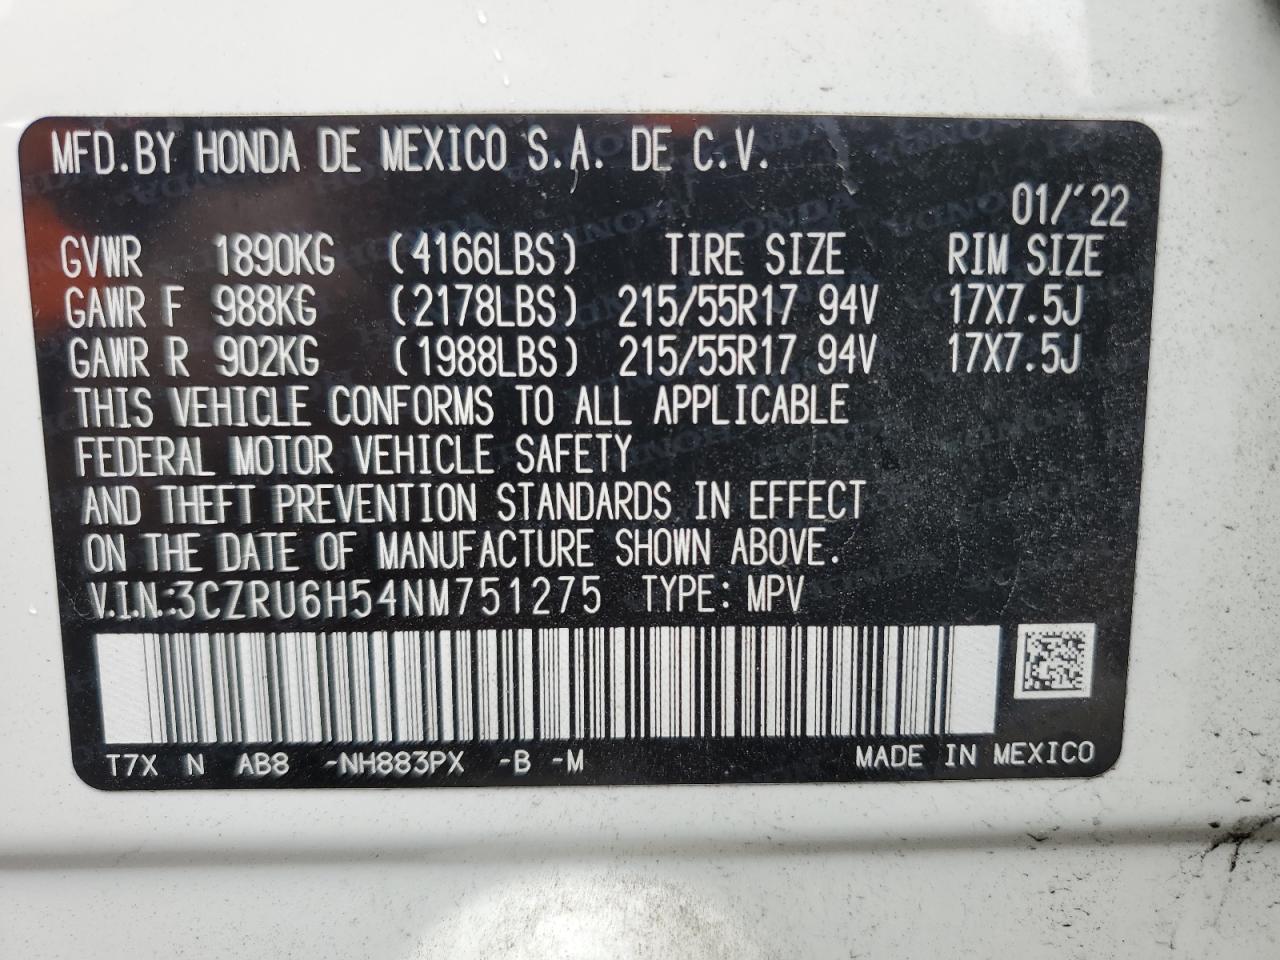 MFD.BY HONDA DE MEXICO S.A. DE C.V.
01/'22
GVWR 1890KG (4166LBS) TIRE SIZE RIM SIZE
GAWR F 988KG (2178LBS) 215/55R17 94V 17X7.5J
GAWR R 902KG (1988LBS) 215/55R17 94V 17X7.5J
THIS VEHICLE CONFORMS TO ALL APPLICABLE
FEDERAL MOTOR VEHICLE SAFETY
AND THEFT PREVENTION STANDARDS IN EFFECT
ON THE DATE OF MANUFACTURE SHOWN ABOVE.
V.I.N.:3CZRU6H54NM751275 TYPE: MPV
T7X N AB8 -NH883PX -B -M MADE IN MEXICO